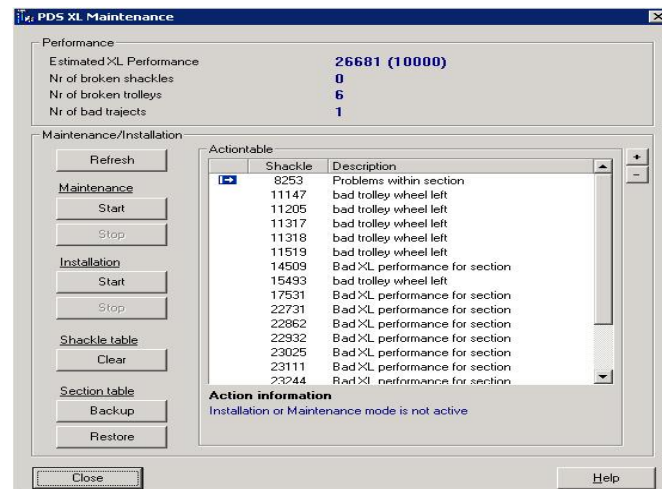 PDS XL Maintenance
Performance
Estimated XL Performance 26681 (10000)
Nr of broken shackles 0
Nr of broken trolleys 6
Nr of bad trajects 1
Maintenance/Installation
Refresh
Maintenance
Start
Stop
Installation
Start
Stop
Shackle table
Clear
Section table
Backup
Restore
Actiontable
Shackle Description
8253 Problems within section
11147 bad trolley wheel left
11205 bad trolley wheel left
11317 bad trolley wheel left
11318 bad trolley wheel left
11519 bad trolley wheel left
14509 Bad XL performance for section
15493 bad trolley wheel left
17531 Bad XL performance for section
22731 Bad XL performance for section
22862 Bad XL performance for section
22932 Bad XL performance for section
23025 Bad XL performance for section
23111 Bad XL performance for section
23244 Bad XL performance for section
+
-
Action information
Installation or Maintenance mode is not active
Close
Help